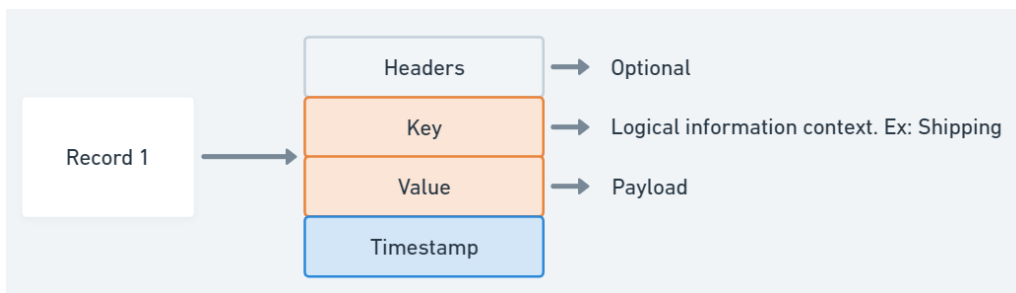 Headers
Optional
Record 1
Key
Logical information context. Ex: Shipping
Value
Payload
Timestamp